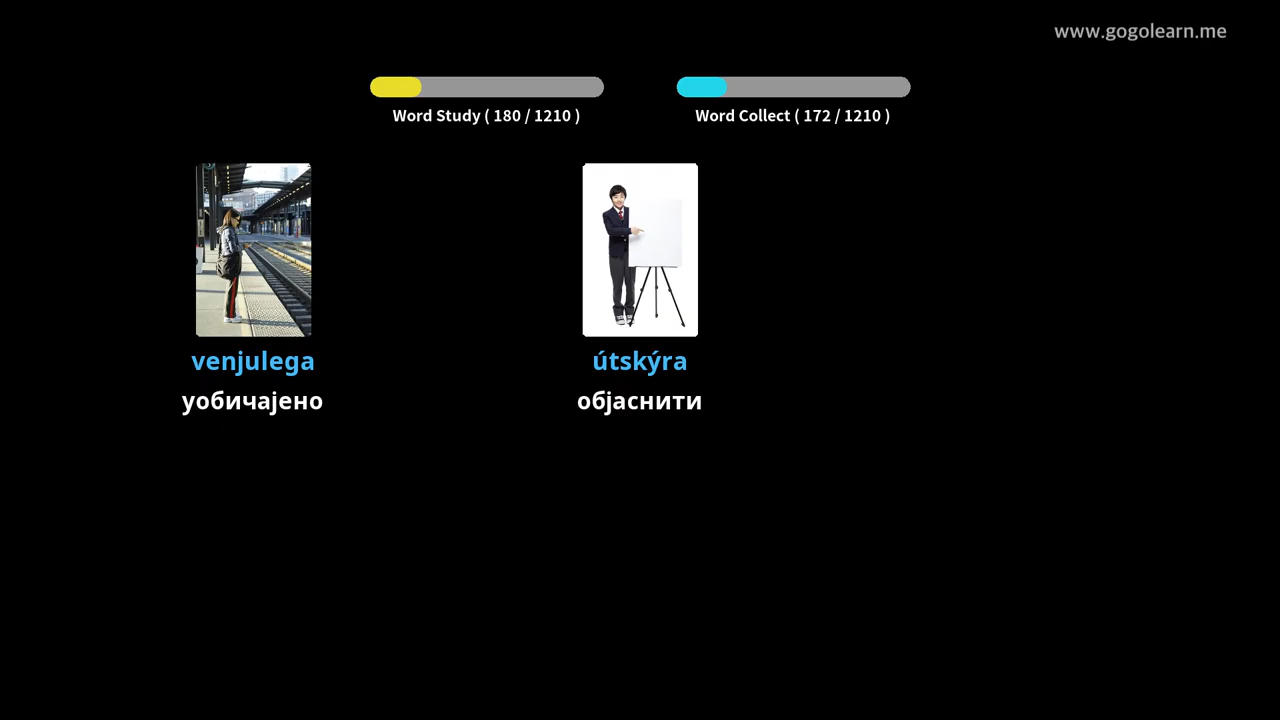 www.gogolearn.me
Word Study ( 180 / 1210 )
Word Collect ( 172 / 1210 )
venjulega
útskýra
уобичајено
објаснити